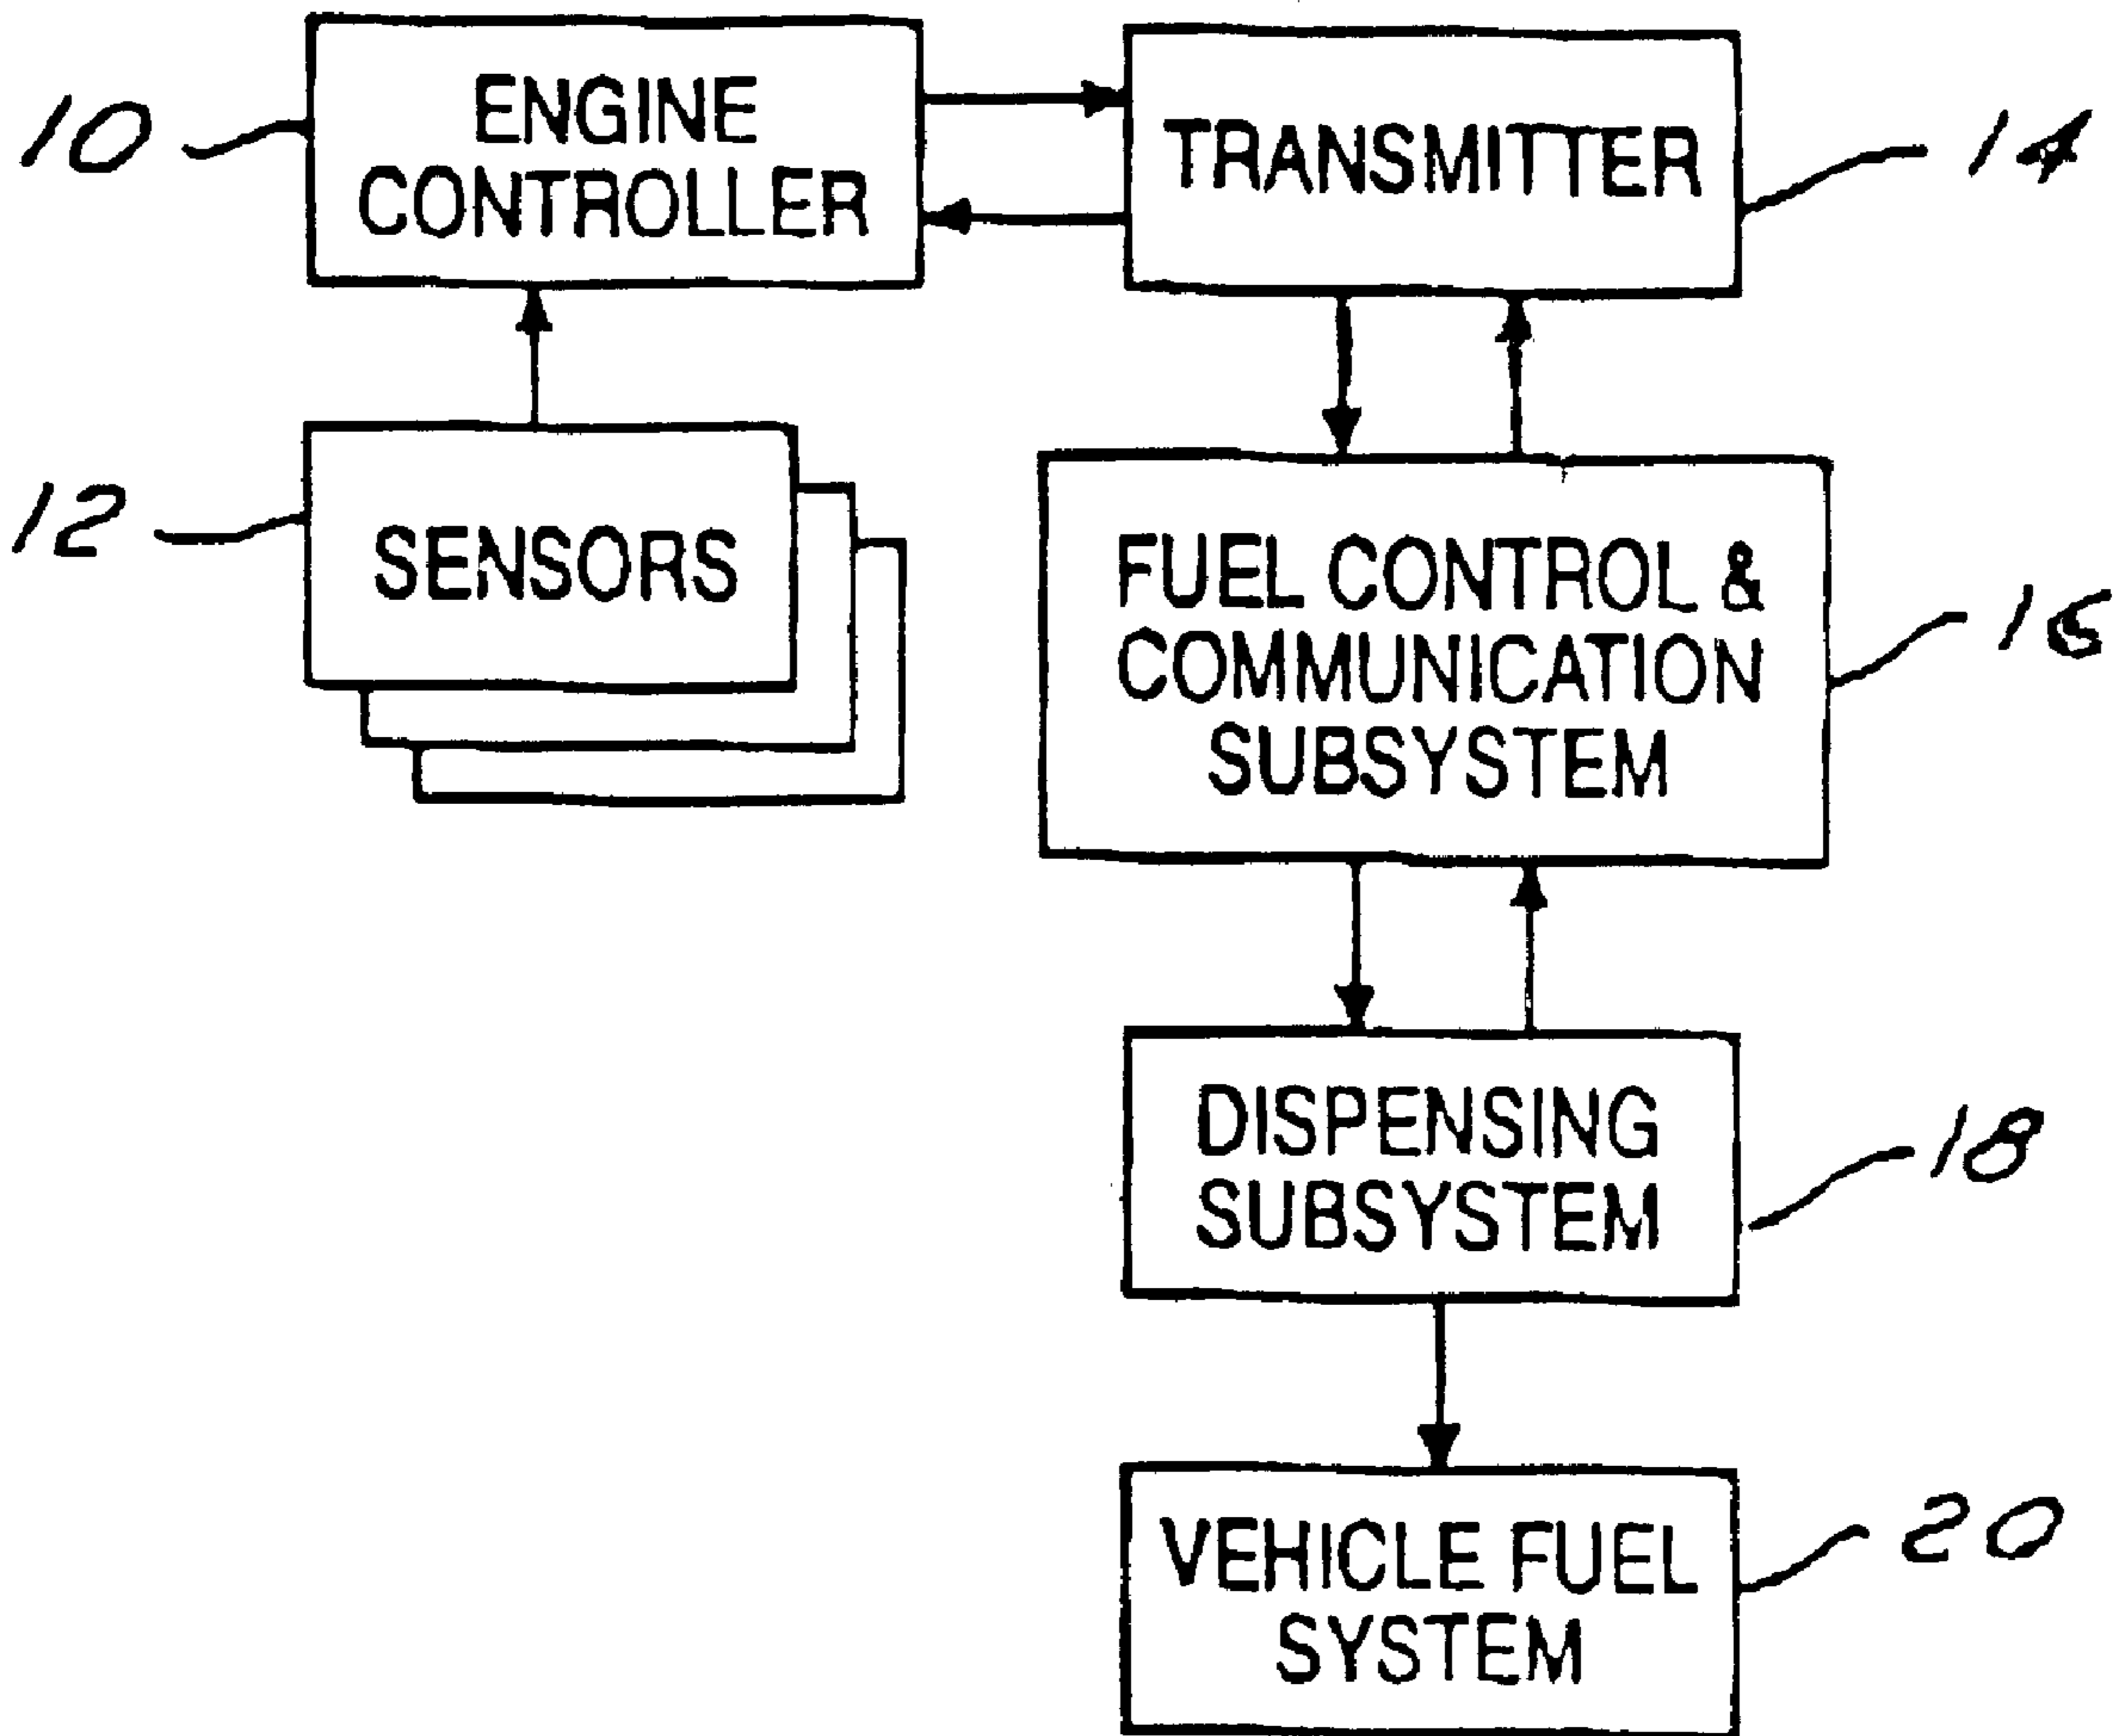 10
ENGINE
CONTROLLER
TRANSMITTER
14
12
SENSORS
FUEL CONTROL &
COMMUNICATION
SUBSYSTEM
16
DISPENSING
SUBSYSTEM
18
VEHICLE FUEL
SYSTEM
20